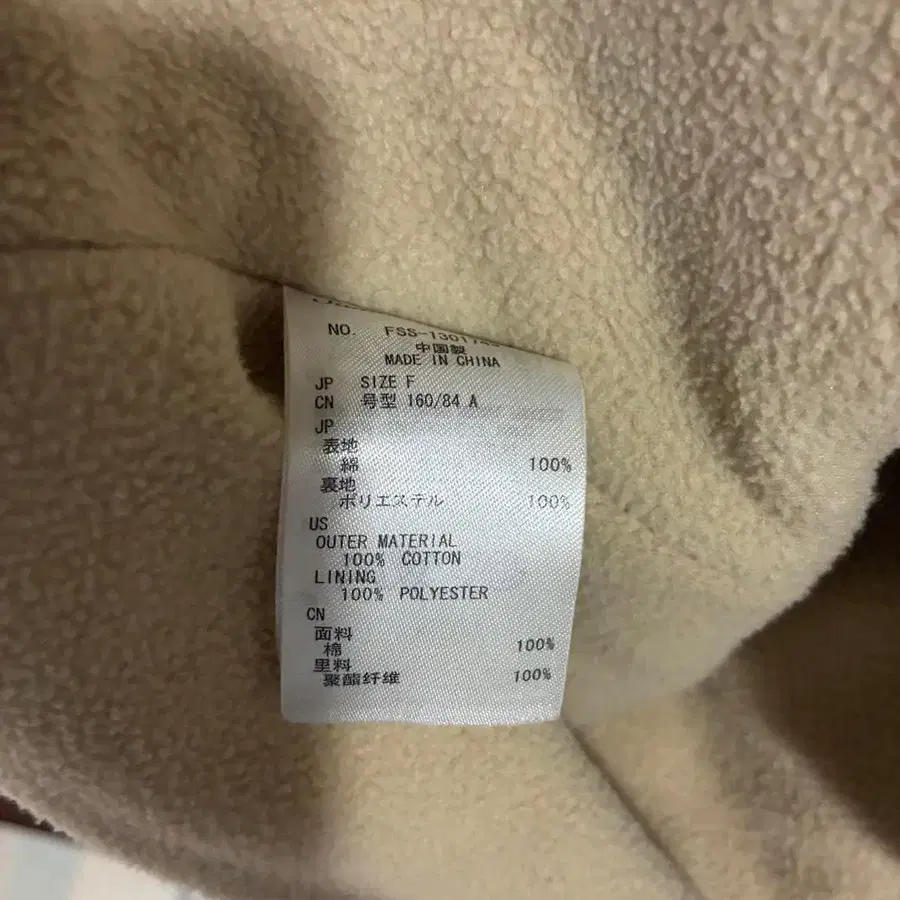 NO. FSS-13017
中国製
MADE IN CHINA
JP SIZE F
CN 号型 160/84 A
JP
表地
綿 100%
裏地
ポリエステル 100%
US
OUTER MATERIAL
100% COTTON
LINING
100% POLYESTER
CN
面料
棉 100%
里料
聚酯纤维 100%